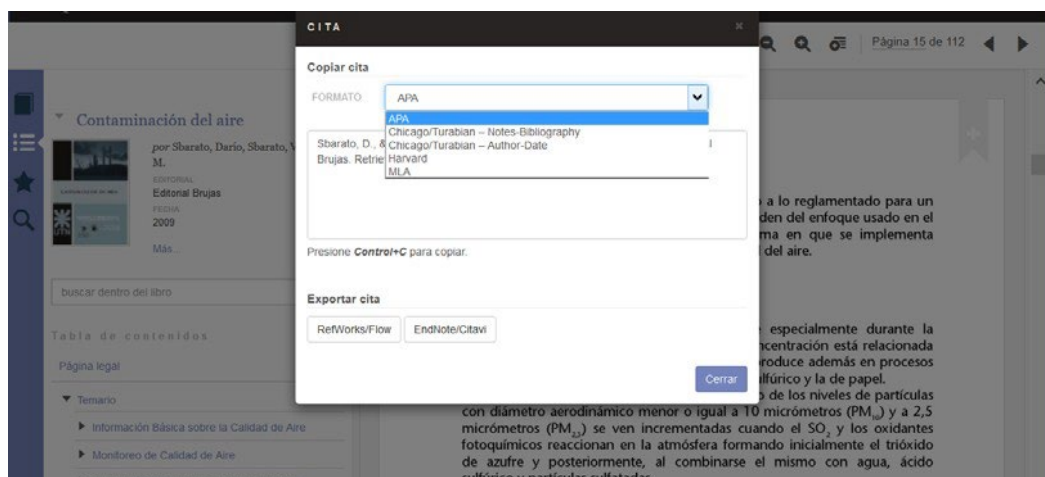 CITA
×
Copiar cita
FORMATO
APA
APA
Chicago/Turabian – Notes-Bibliography
Chicago/Turabian – Author-Date
Harvard
MLA
Sbarato, D., &
Brujas. Retrie
Presione Control+C para copiar.
Exportar cita
RefWorks/Flow
EndNote/Citavi
Cerrar
Página 15 de 112
Contaminación del aire
por Sbarato, Darío, Sbarato, V
M.
EDITORIAL
Editorial Brujas
FECHA
2009
Más...
buscar dentro del libro
Tabla de contenidos
Página legal
Temario
Información Básica sobre la Calidad de Aire
Monitoreo de Calidad de Aire
a lo reglamentado para un
den del enfoque usado en el
ma en que se implementa
del aire.
especialmente durante la
ncentración está relacionada
roduce además en procesos
lfúrico y la de papel.
de los niveles de partículas
con diámetro aerodinámico menor o igual a 10 micrómetros (PM₁₀) y a 2,5
micrómetros (PM₂,₅) se ven incrementadas cuando el SO₂ y los oxidantes
fotoquímicos reaccionan en la atmósfera formando inicialmente el trióxido
de azufre y posteriormente, al combinarse el mismo con agua, ácido